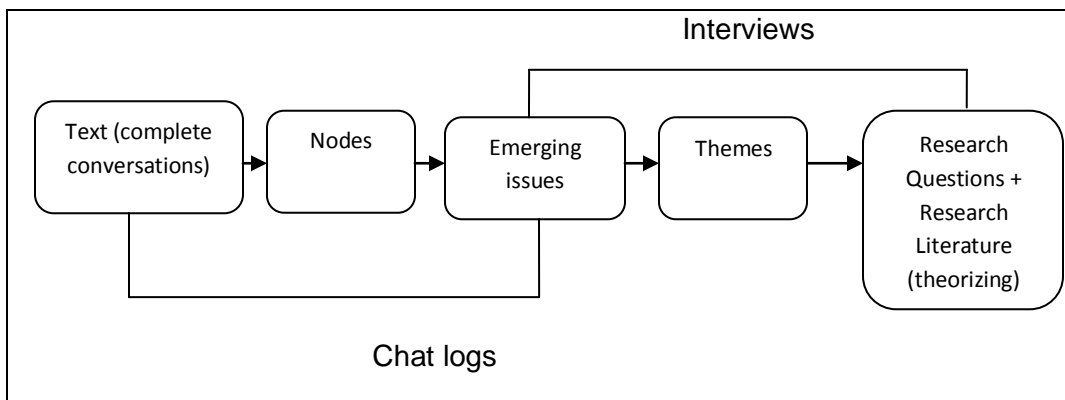 Interviews
Text (complete
conversations)
Nodes
Emerging
issues
Themes
Research
Questions +
Research
Literature
(theorizing)
Chat logs